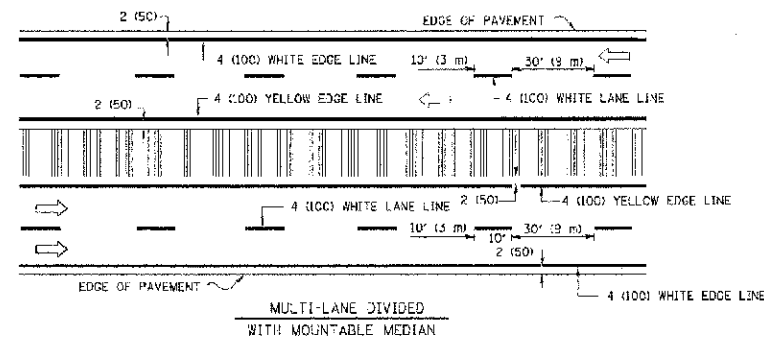 2 (50)
EDGE OF PAVEMENT
4 (100) WHITE EDGE LINE
10' (3 m)
30' (9 m)
2 (50)
4 (100) YELLOW EDGE LINE
4 (100) WHITE LANE LINE
4 (100) WHITE LANE LINE
2 (50)
4 (100) YELLOW EDGE LINE
10' (3 m)
30' (9 m)
10'
2 (50)
EDGE OF PAVEMENT
4 (100) WHITE EDGE LINE
MULTI-LANE DIVIDED
WITH MOUNTABLE MEDIAN